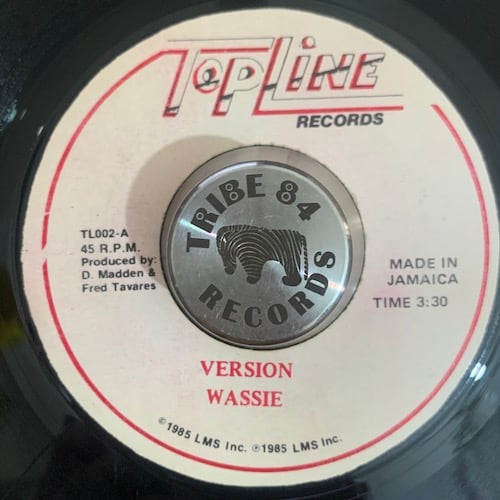 TOPLINE
RECORDS
TL002-A
45 R.P.M.
Produced by:
D. Madden &
Fred Tavares
TRIBE 84
RECORDS
MADE IN
JAMAICA
TIME 3:30
VERSION
WASSIE
©1985 LMS Inc. ℗1985 LMS Inc.